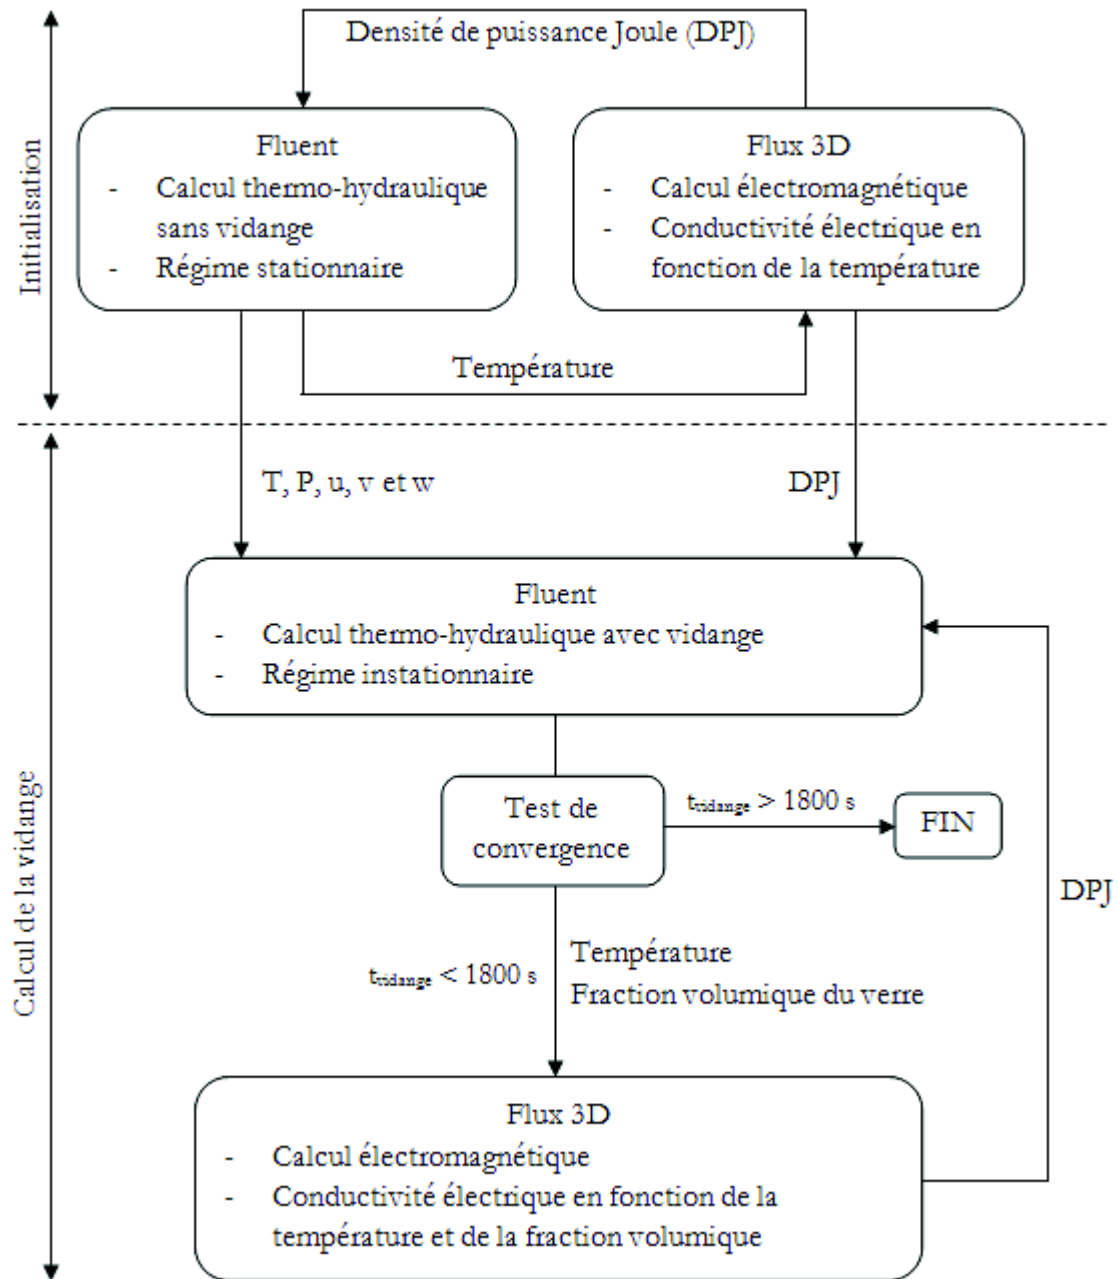 Densité de puissance Joule (DPJ)
Initialisation
Fluent
- Calcul thermo-hydraulique
sans vidange
- Régime stationnaire
Flux 3D
- Calcul électromagnétique
- Conductivité électrique en
fonction de la température
Température
T, P, u, v et w
DPJ
Calcul de la vidange
Fluent
- Calcul thermo-hydraulique avec vidange
- Régime instationnaire
Test de
convergence
tvidange > 1800 s
FIN
DPJ
tvidange < 1800 s
Température
Fraction volumique du verre
Flux 3D
- Calcul électromagnétique
- Conductivité électrique en fonction de la
température et de la fraction volumique